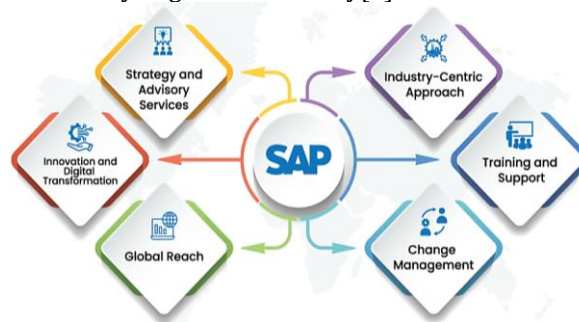 Strategy and
Advisory
Services
Industry-Centric
Approach
Innovation and
Digital
Transformation
SAP
Training and
Support
Global Reach
Change
Management